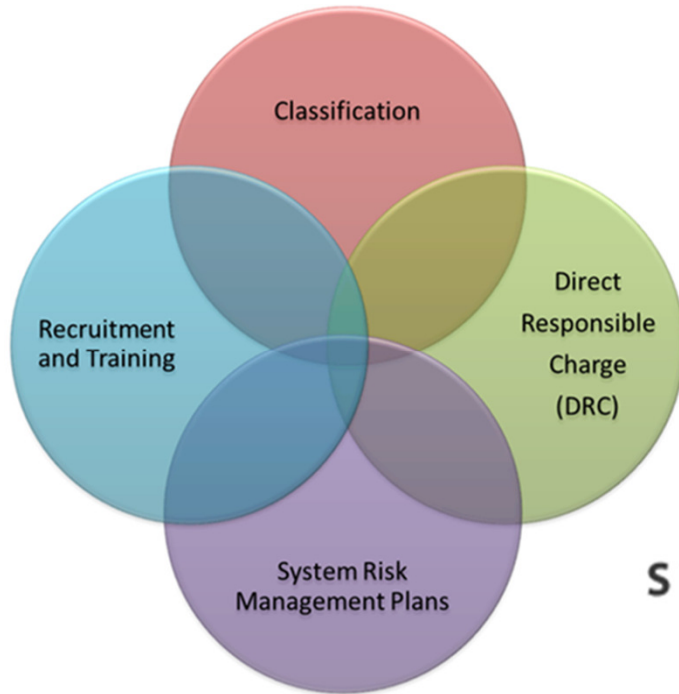 Classification
Recruitment
and Training
Direct
Responsible
Charge
(DRC)
System Risk
Management Plans
S